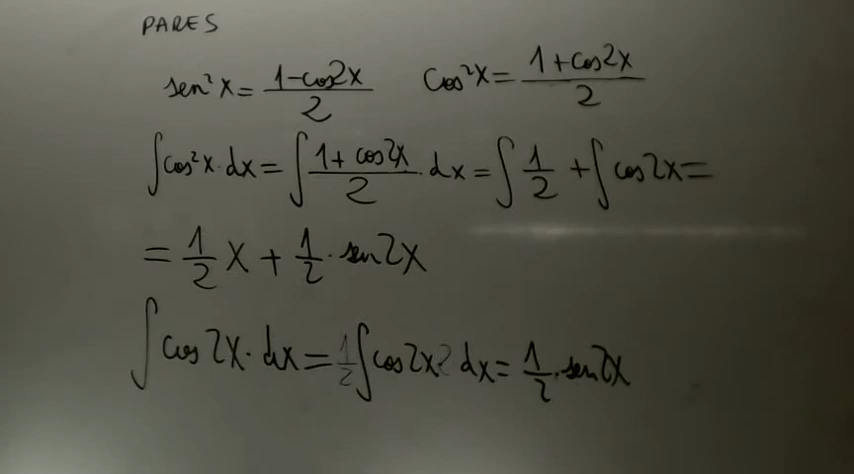 PARES
sen²x = (1-cos2x)/2   cos²x = (1+cos2x)/2
∫cos²x·dx = ∫(1+cos2x)/2·dx = ∫1/2 + ∫cos2x =
= 1/2 x + 1/2·sen2x
∫cos2x·dx = 1/2 ∫cos2x 2 dx = 1/2·sen2x